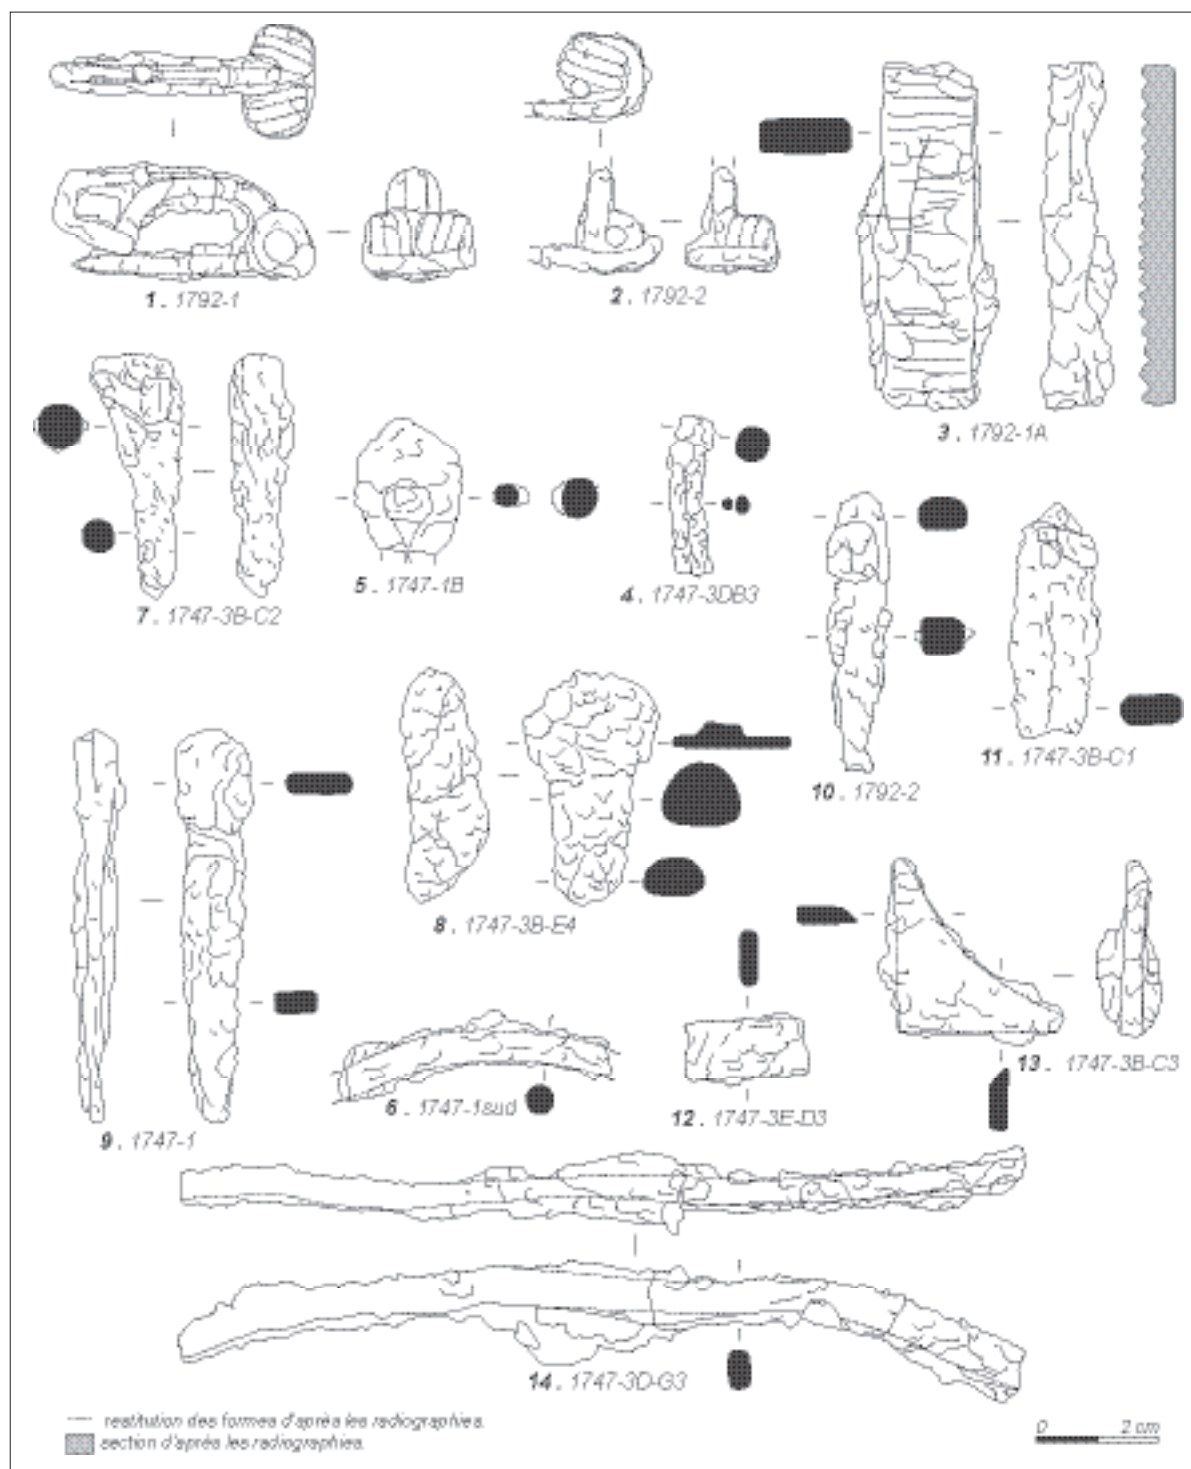 1 . 1792-1
2 . 1792-2
3 . 1792-1A
7 . 1747-3B-C2
5 . 1747-1B
4 . 1747-3DB3
10 . 1792-2
11 . 1747-3B-C1
8 . 1747-3B-E4
9 . 1747-1
6 . 1747-1sud
12 . 1747-3E-D3
13 . 1747-3B-C3
14 . 1747-3D-G3
restitution des formes d'après les radiographies.
section d'après les radiographies.
0 2 cm